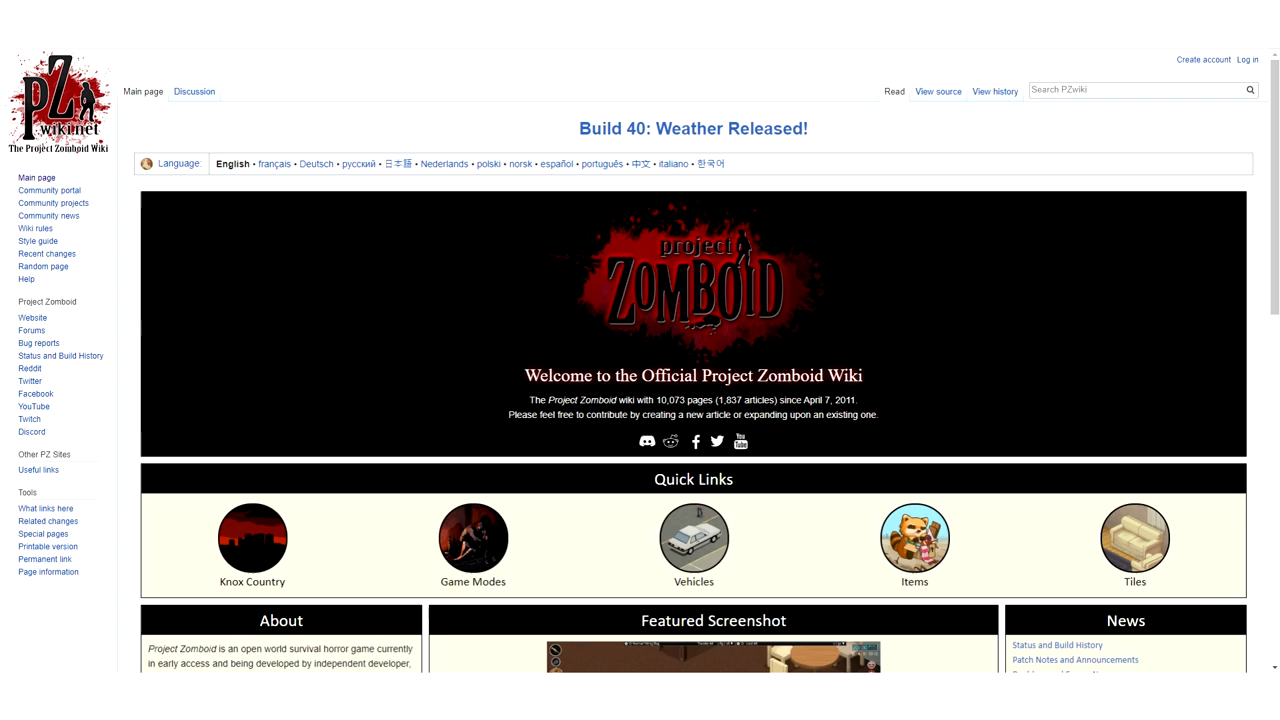 PZ
wiki.net
The Project Zomboid Wiki
Create account Log in
Main page Discussion
Read View source View history Search PZwiki
Build 40: Weather Released!
Language: English • français • Deutsch • русский • 日本語 • Nederlands • polski • norsk • español • português • 中文 • italiano • 한국어
Main page
Community portal
Community projects
Community news
Wiki rules
Style guide
Recent changes
Random page
Help
Project Zomboid
Website
Forums
Bug reports
Status and Build History
Reddit
Twitter
Facebook
YouTube
Twitch
Discord
Other PZ Sites
Useful links
Tools
What links here
Related changes
Special pages
Printable version
Permanent link
Page information
project
ZOMBOID
Welcome to the Official Project Zomboid Wiki
The Project Zomboid wiki with 10,073 pages (1,837 articles) since April 7, 2011.
Please feel free to contribute by creating a new article or expanding upon an existing one.
You
Tube
Quick Links
Knox Country
Game Modes
Vehicles
Items
Tiles
About
Project Zomboid is an open world survival horror game currently
in early access and being developed by independent developer,
Featured Screenshot
News
Status and Build History
Patch Notes and Announcements